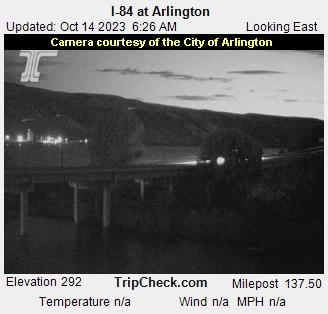 I-84 at Arlington
Updated: Oct 14 2023 6:26 AM Looking East
Camera courtesy of the City of Arlington
Elevation 292 TripCheck.com Milepost 137.50
Temperature n/a Wind n/a MPH n/a